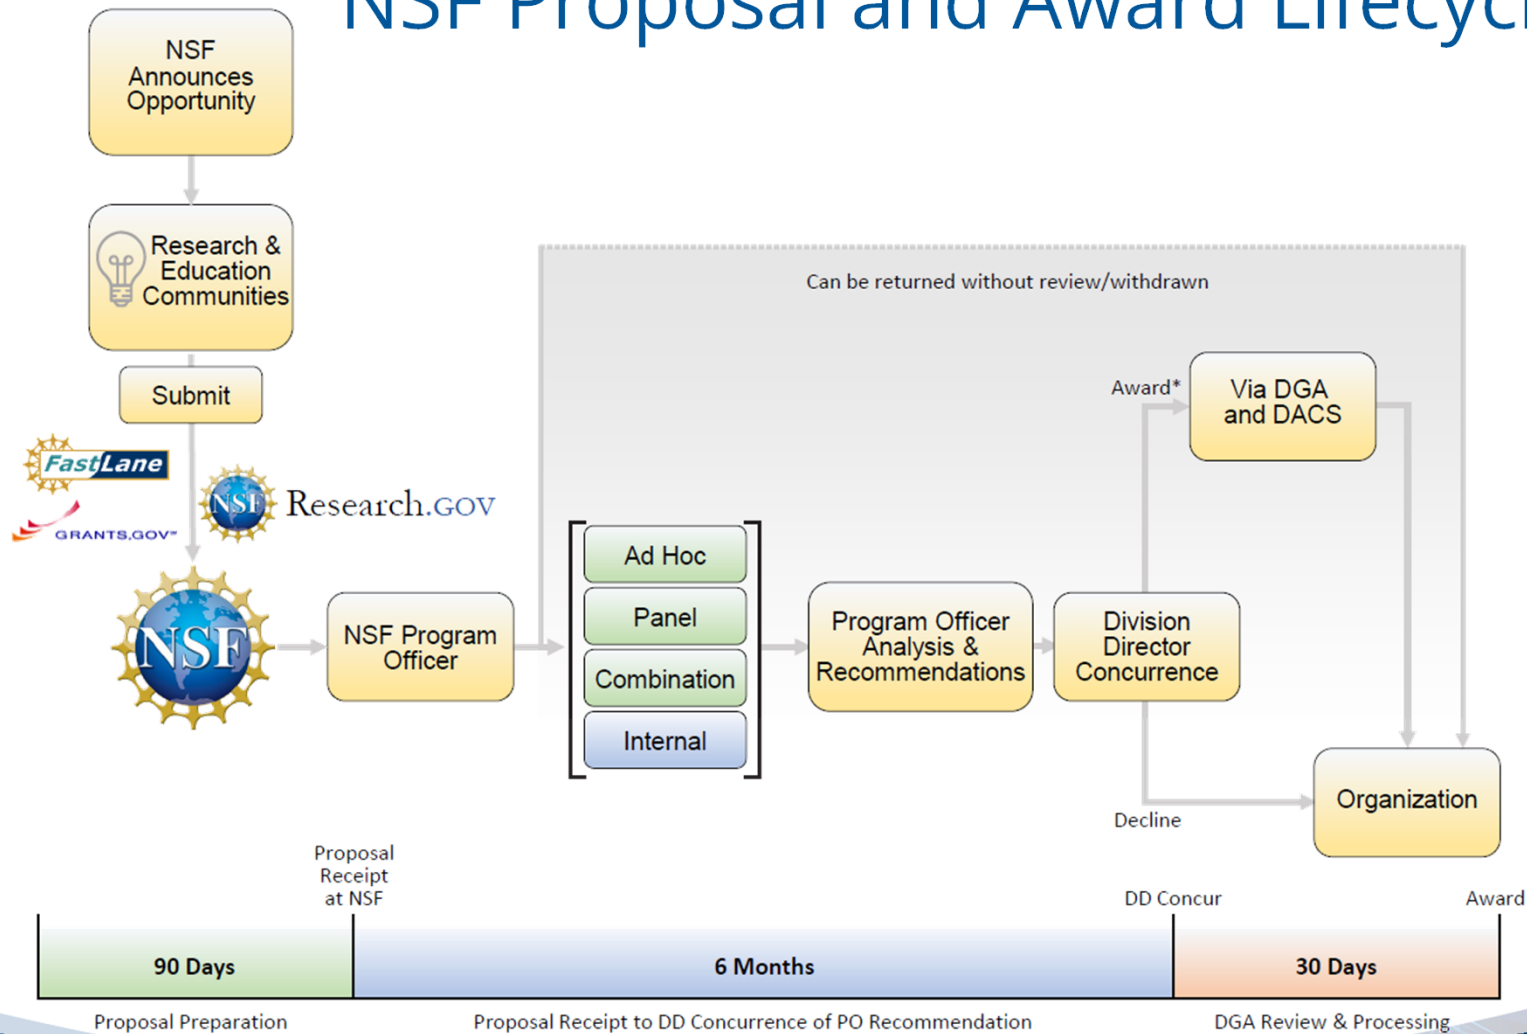 NSF Proposal and Award Lifecycl
NSF
Announces
Opportunity
Research &
Education
Communities
Submit
FastLane
GRANTS.GOV℠
NSF
Research.GOV
NSF
NSF Program
Officer
Can be returned without review/withdrawn
Ad Hoc
Panel
Combination
Internal
Program Officer
Analysis &
Recommendations
Division
Director
Concurrence
Award*
Via DGA
and DACS
Decline
Organization
Proposal
Receipt
at NSF
DD Concur
Award
90 Days
6 Months
30 Days
Proposal Preparation
Proposal Receipt to DD Concurrence of PO Recommendation
DGA Review & Processing